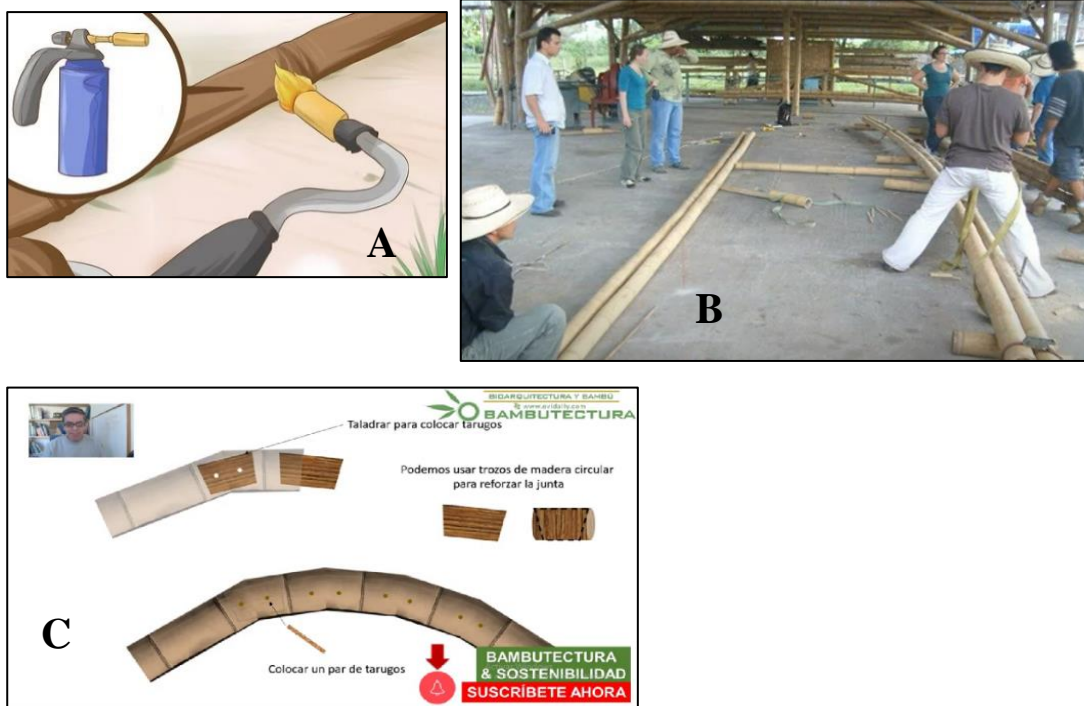 A
B
BIOARQUITECTURA Y BAMBÚ
BAMBUTECTURA
Taladrar para colocar tarugos
Podemos usar trozos de madera circular
para reforzar la junta
C
Colocar un par de tarugos
BAMBUTECTURA
& SOSTENIBILIDAD
SUSCRÍBETE AHORA